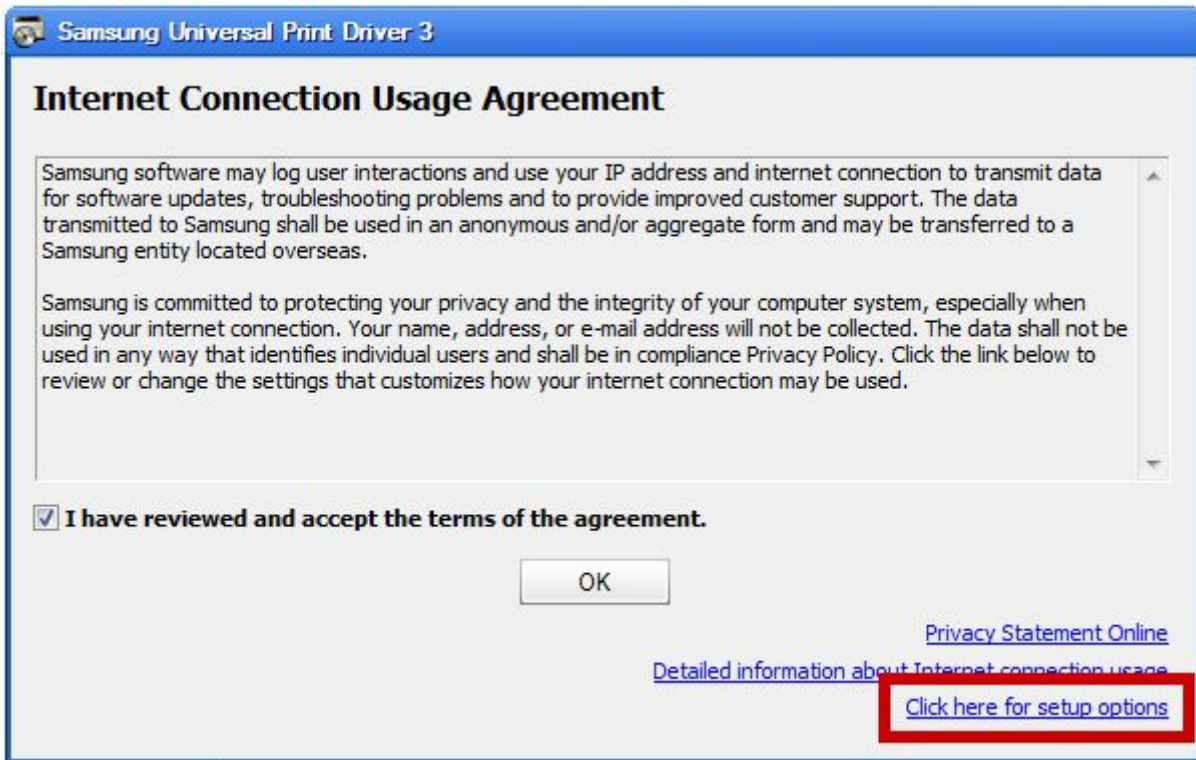 Samsung Universal Print Driver 3
Internet Connection Usage Agreement
Samsung software may log user interactions and use your IP address and internet connection to transmit data
for software updates, troubleshooting problems and to provide improved customer support. The data
transmitted to Samsung shall be used in an anonymous and/or aggregate form and may be transferred to a
Samsung entity located overseas.
Samsung is committed to protecting your privacy and the integrity of your computer system, especially when
using your internet connection. Your name, address, or e-mail address will not be collected. The data shall not be
used in any way that identifies individual users and shall be in compliance Privacy Policy. Click the link below to
review or change the settings that customizes how your internet connection may be used.
I have reviewed and accept the terms of the agreement.
OK
Privacy Statement Online
Detailed information about Internet connection usage
Click here for setup options